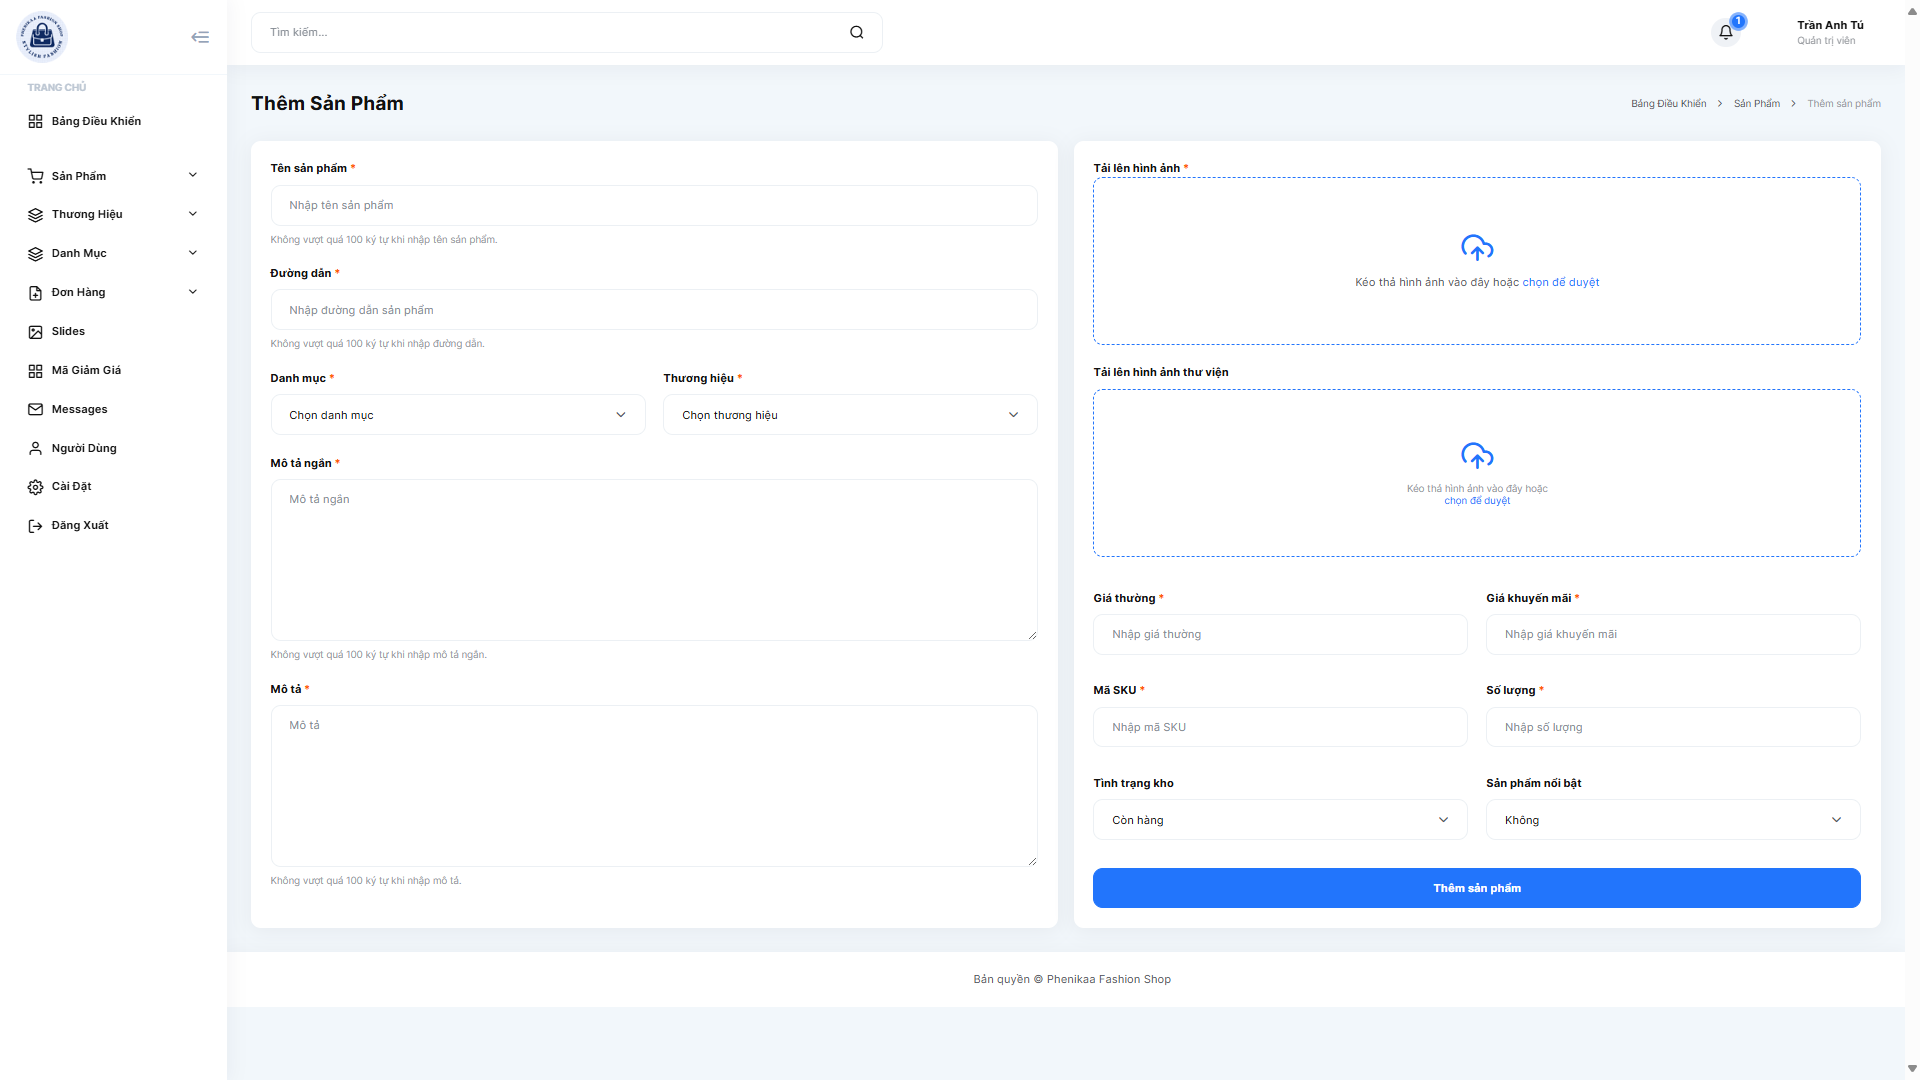 PHENIKAA FASHION SHOP
STYLISH FASHION
Tìm kiếm...
1
Trần Anh Tú
Quản trị viên
TRANG CHỦ
Bảng Điều Khiển
Sản Phẩm
Thương Hiệu
Danh Mục
Đơn Hàng
Slides
Mã Giảm Giá
Messages
Người Dùng
Cài Đặt
Đăng Xuất
Thêm Sản Phẩm
Bảng Điều Khiển > Sản Phẩm > Thêm sản phẩm
Tên sản phẩm *
Nhập tên sản phẩm
Không vượt quá 100 ký tự khi nhập tên sản phẩm.
Đường dẫn *
Nhập đường dẫn sản phẩm
Không vượt quá 100 ký tự khi nhập đường dẫn.
Danh mục * Thương hiệu *
Chọn danh mục Chọn thương hiệu
Mô tả ngắn *
Mô tả ngắn
Không vượt quá 100 ký tự khi nhập mô tả ngắn.
Mô tả *
Mô tả
Không vượt quá 100 ký tự khi nhập mô tả.
Tải lên hình ảnh *
Kéo thả hình ảnh vào đây hoặc chọn để duyệt
Tải lên hình ảnh thư viện
Kéo thả hình ảnh vào đây hoặc
chọn để duyệt
Giá thường * Giá khuyến mãi *
Nhập giá thường Nhập giá khuyến mãi
Mã SKU * Số lượng *
Nhập mã SKU Nhập số lượng
Tình trạng kho Sản phẩm nổi bật
Còn hàng Không
Thêm sản phẩm
Bản quyền © Phenikaa Fashion Shop